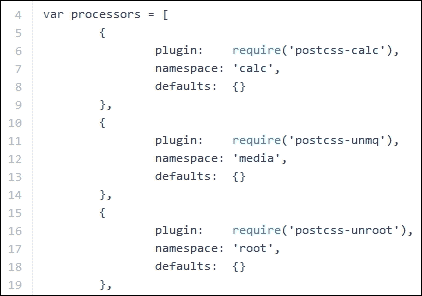 4 var processors = [
5 {
6 plugin: require('postcss-calc'),
7 namespace: 'calc',
8 defaults: {}
9 },
10 {
11 plugin: require('postcss-unmq'),
12 namespace: 'media',
13 defaults: {}
14 },
15 {
16 plugin: require('postcss-unroot'),
17 namespace: 'root',
18 defaults: {}
19 },